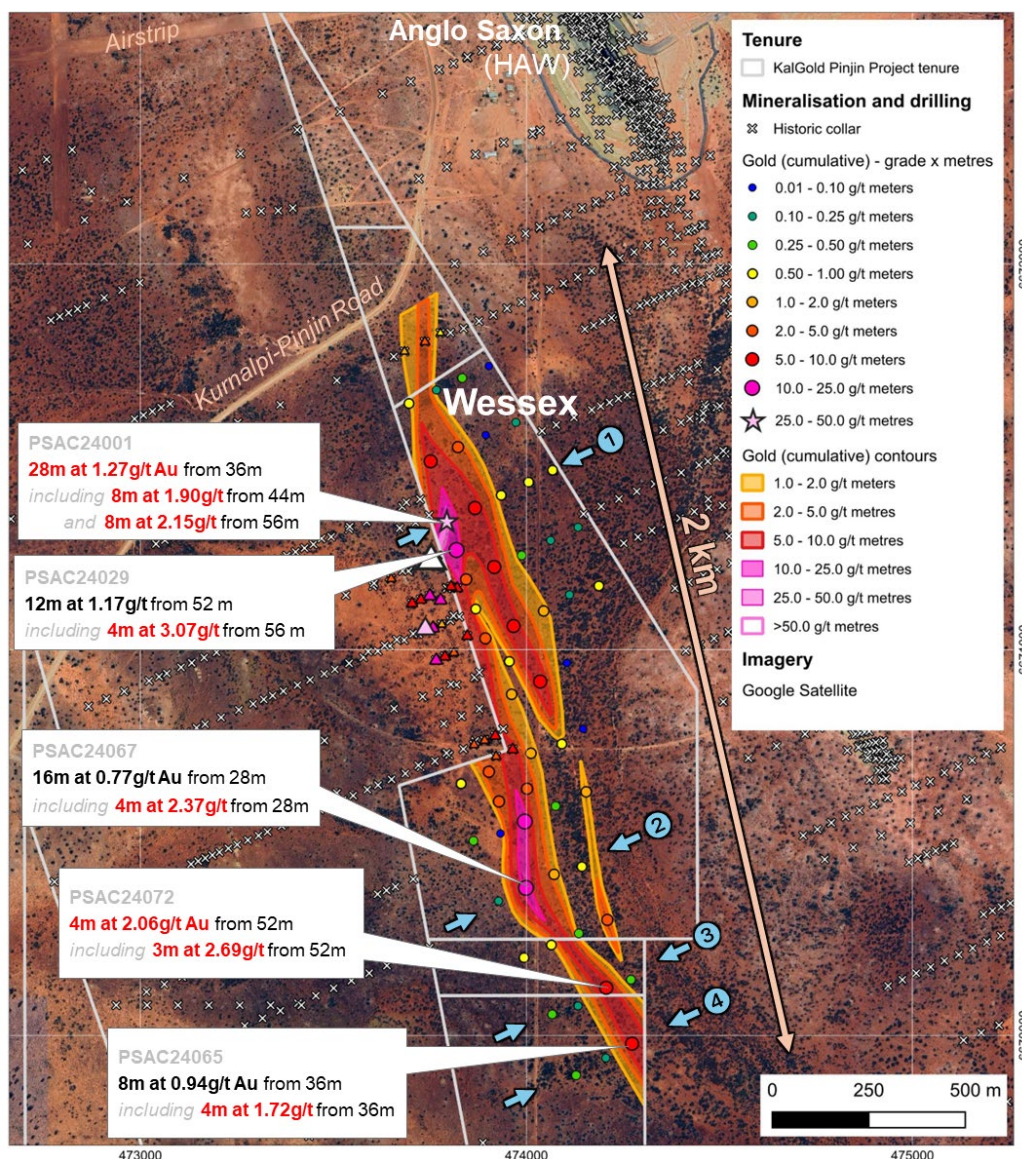 Airstrip
Anglo Saxon
(HAW)
Kurnalpi-Pinjin Road
Wessex
1
2 km
2
3
4
PSAC24001
28m at 1.27g/t Au from 36m
including 8m at 1.90g/t from 44m
and 8m at 2.15g/t from 56m
PSAC24029
12m at 1.17g/t from 52 m
including 4m at 3.07g/t from 56 m
PSAC24067
16m at 0.77g/t Au from 28m
including 4m at 2.37g/t from 28m
PSAC24072
4m at 2.06g/t Au from 52m
including 3m at 2.69g/t from 52m
PSAC24065
8m at 0.94g/t Au from 36m
including 4m at 1.72g/t from 36m
Tenure
KalGold Pinjin Project tenure
Mineralisation and drilling
Historic collar
Gold (cumulative) - grade x metres
0.01 - 0.10 g/t meters
0.10 - 0.25 g/t meters
0.25 - 0.50 g/t meters
0.50 - 1.00 g/t meters
1.0 - 2.0 g/t meters
2.0 - 5.0 g/t meters
5.0 - 10.0 g/t meters
10.0 - 25.0 g/t meters
25.0 - 50.0 g/t metres
Gold (cumulative) contours
1.0 - 2.0 g/t meters
2.0 - 5.0 g/t meters
5.0 - 10.0 g/t meters
10.0 - 25.0 g/t metres
25.0 - 50.0 g/t metres
>50.0 g/t metres
Imagery
Google Satellite
0 250 500 m
473000 474000 475000